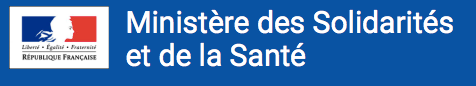 Liberté • Égalité • Fraternité
RÉPUBLIQUE FRANÇAISE
Ministère des Solidarités
et de la Santé